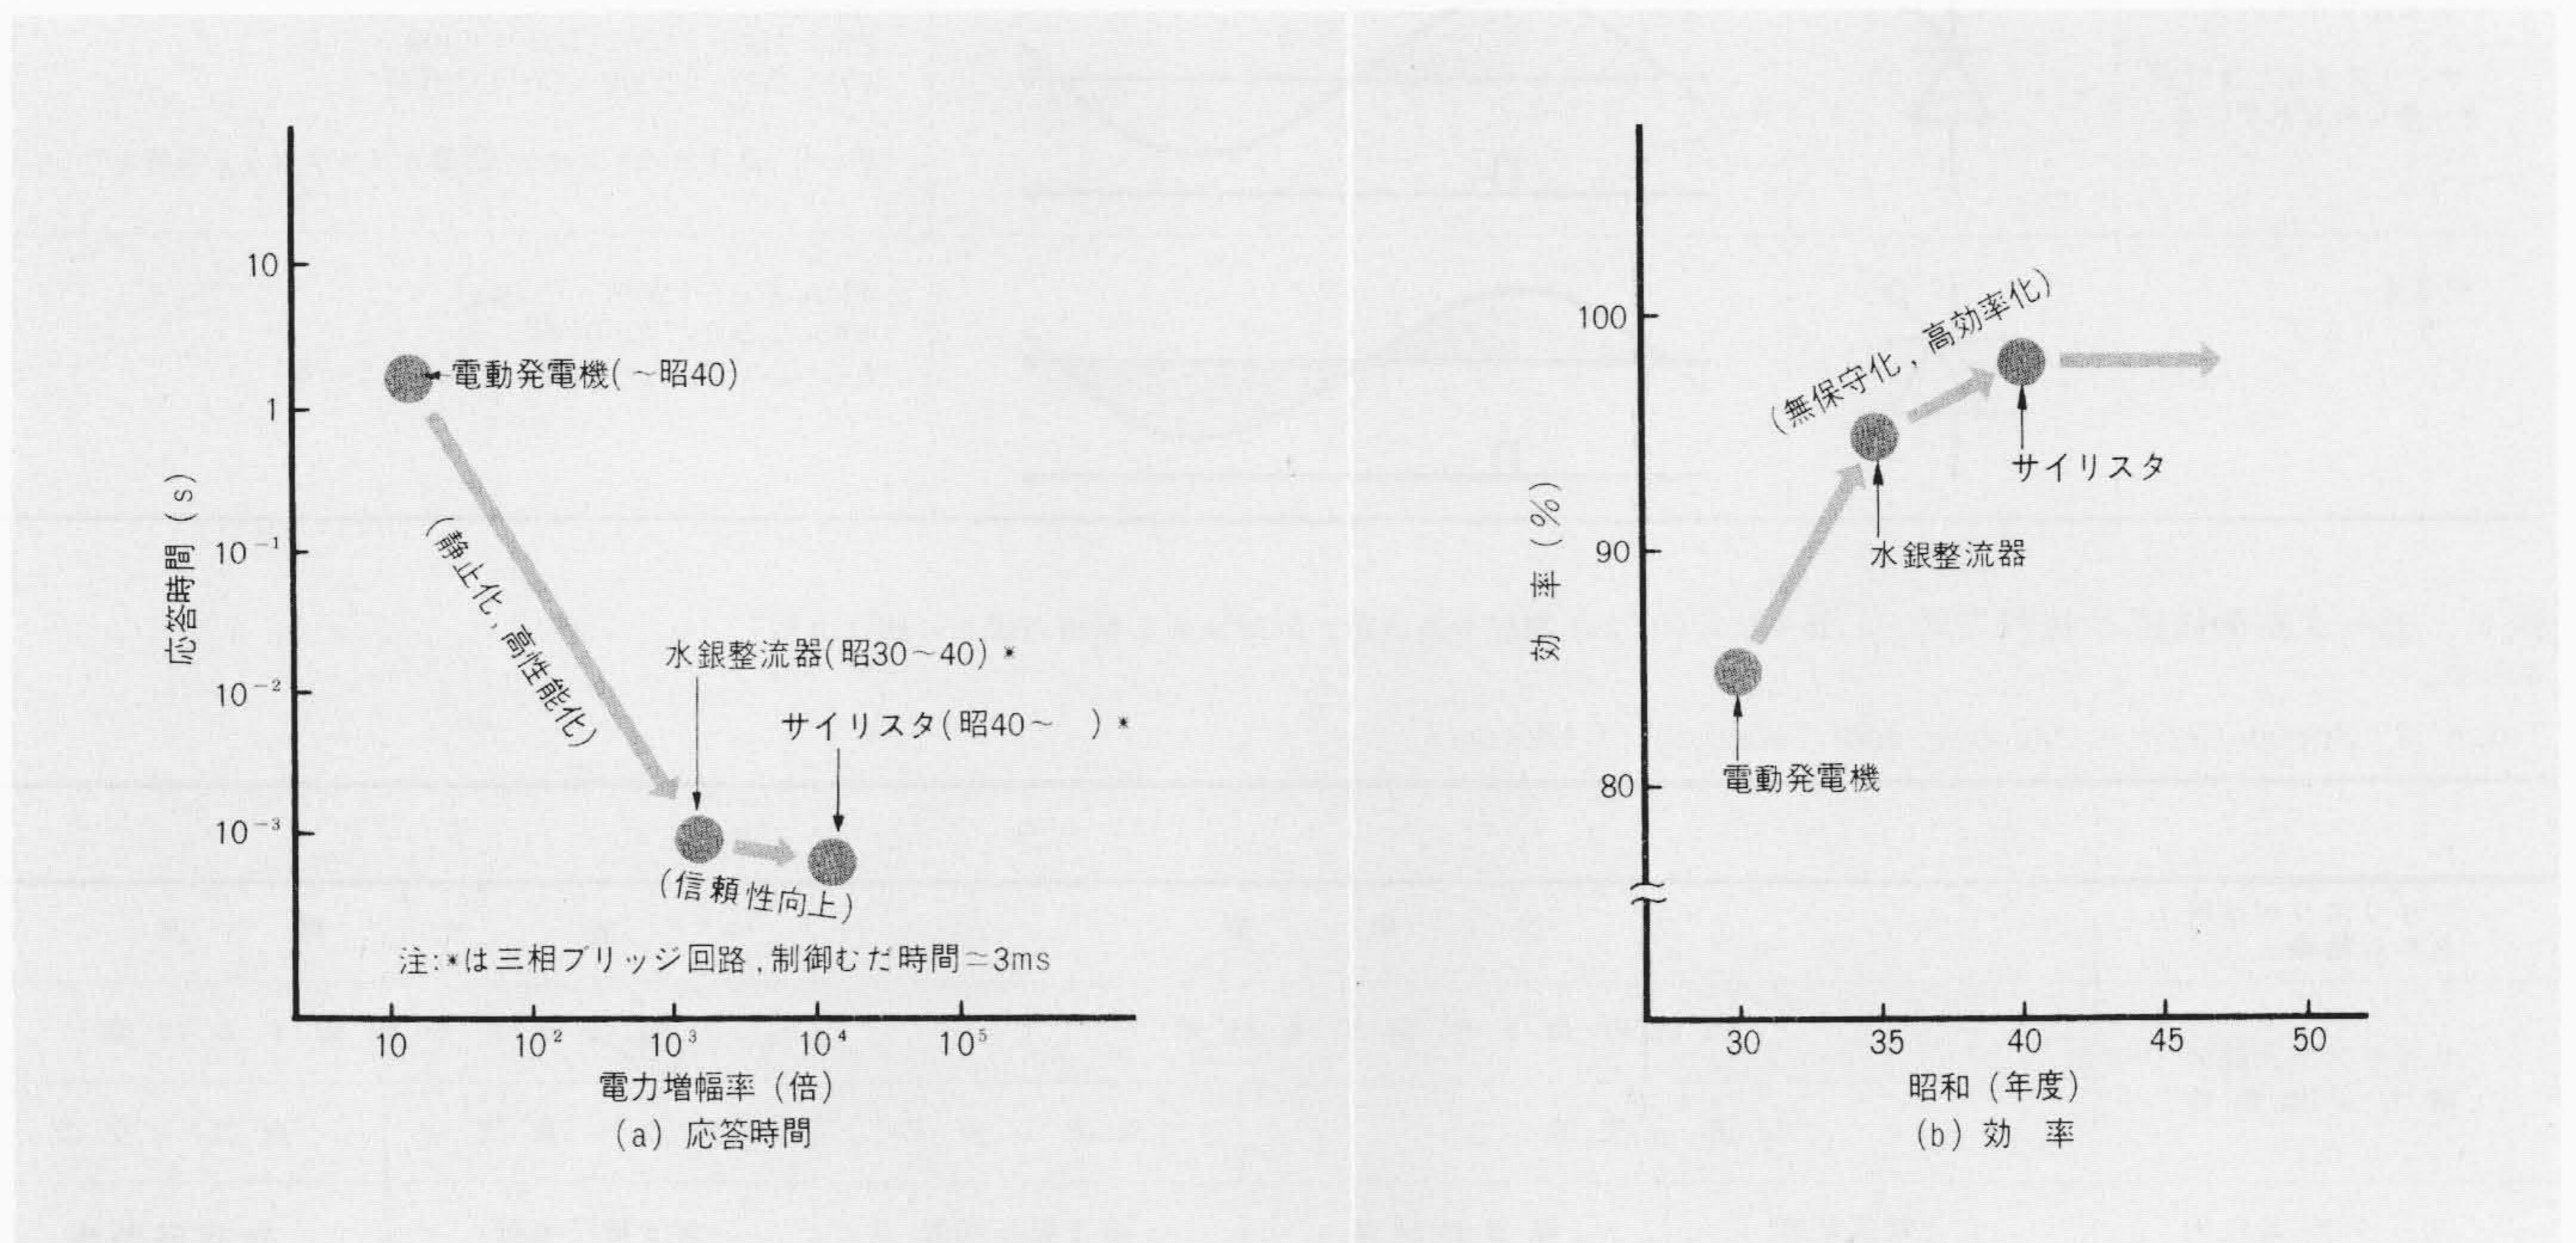 10
1
10⁻¹
10⁻²
10⁻³
応答時間 (s)
電動発電機(~昭40)
(静止化,高性能化)
水銀整流器(昭30~40)*
サイリスタ(昭40~ )*
(信頼性向上)
注:*は三相ブリッジ回路,制御むだ時間≃3ms
10 10² 10³ 10⁴ 10⁵
電力増幅率 (倍)
(a) 応答時間
100
90
80
効 率 (%)
(無保守化,高効率化)
サイリスタ
水銀整流器
電動発電機
30 35 40 45 50
昭和 (年度)
(b) 効 率